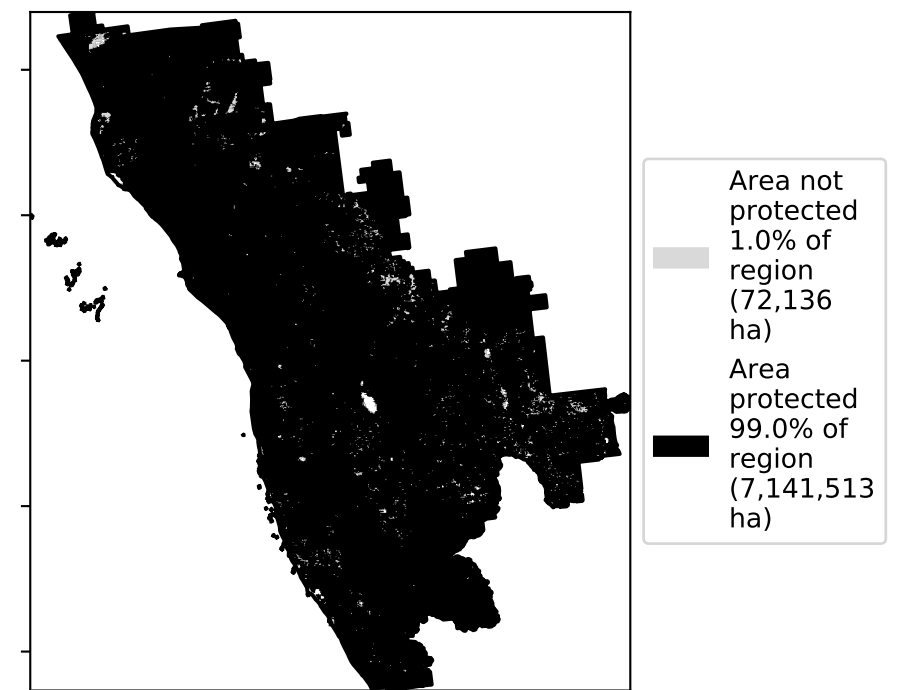 Area not
protected
1.0% of
region
(72,136
ha)
Area
protected
99.0% of
region
(7,141,513
ha)